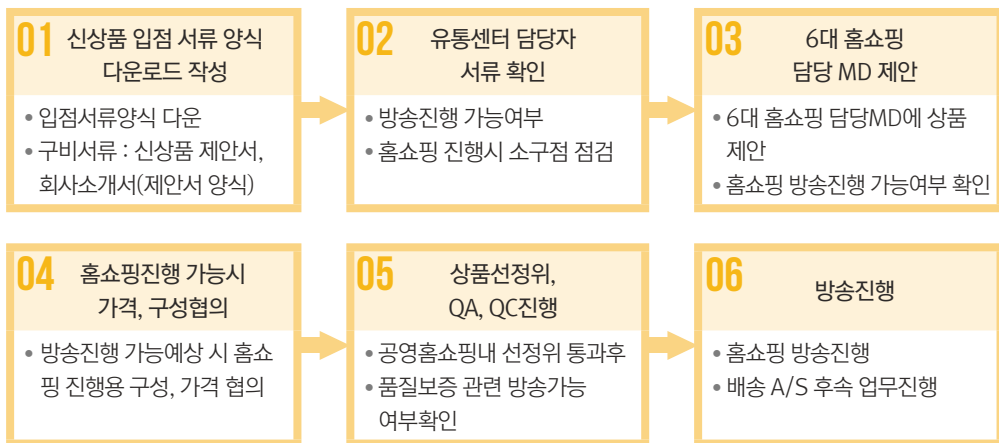 01 신상품 입점 서류 양식
다운로드 작성
• 입점서류양식 다운
• 구비서류 : 신상품 제안서,
회사소개서(제안서 양식)
02 유통센터 담당자
서류 확인
• 방송진행 가능여부
• 홈쇼핑 진행시 소구점 점검
03 6대 홈쇼핑
담당 MD 제안
• 6대 홈쇼핑 담당MD에 상품
제안
• 홈쇼핑 방송진행 가능여부 확인
04 홈쇼핑진행 가능시
가격, 구성협의
• 방송진행 가능예상 시 홈쇼
핑 진행용 구성, 가격 협의
05 상품선정위,
QA, QC진행
• 공영홈쇼핑내 선정위 통과후
• 품질보증 관련 방송가능
여부확인
06 방송진행
• 홈쇼핑 방송진행
• 배송 A/S 후속 업무진행